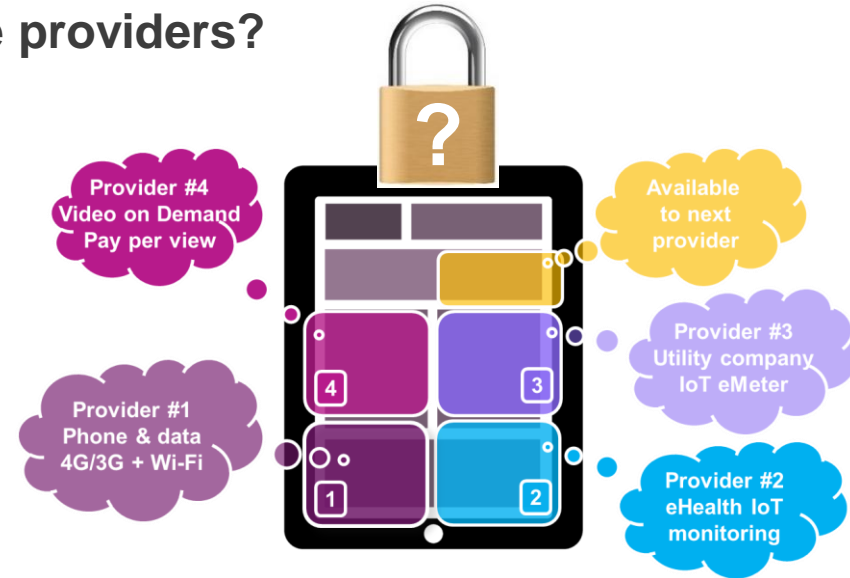 e providers?
?
Provider #4
Video on Demand
Pay per view
Available
to next
provider
Provider #3
Utility company
IoT eMeter
4
3
Provider #1
Phone & data
4G/3G + Wi-Fi
1
2
Provider #2
eHealth IoT
monitoring